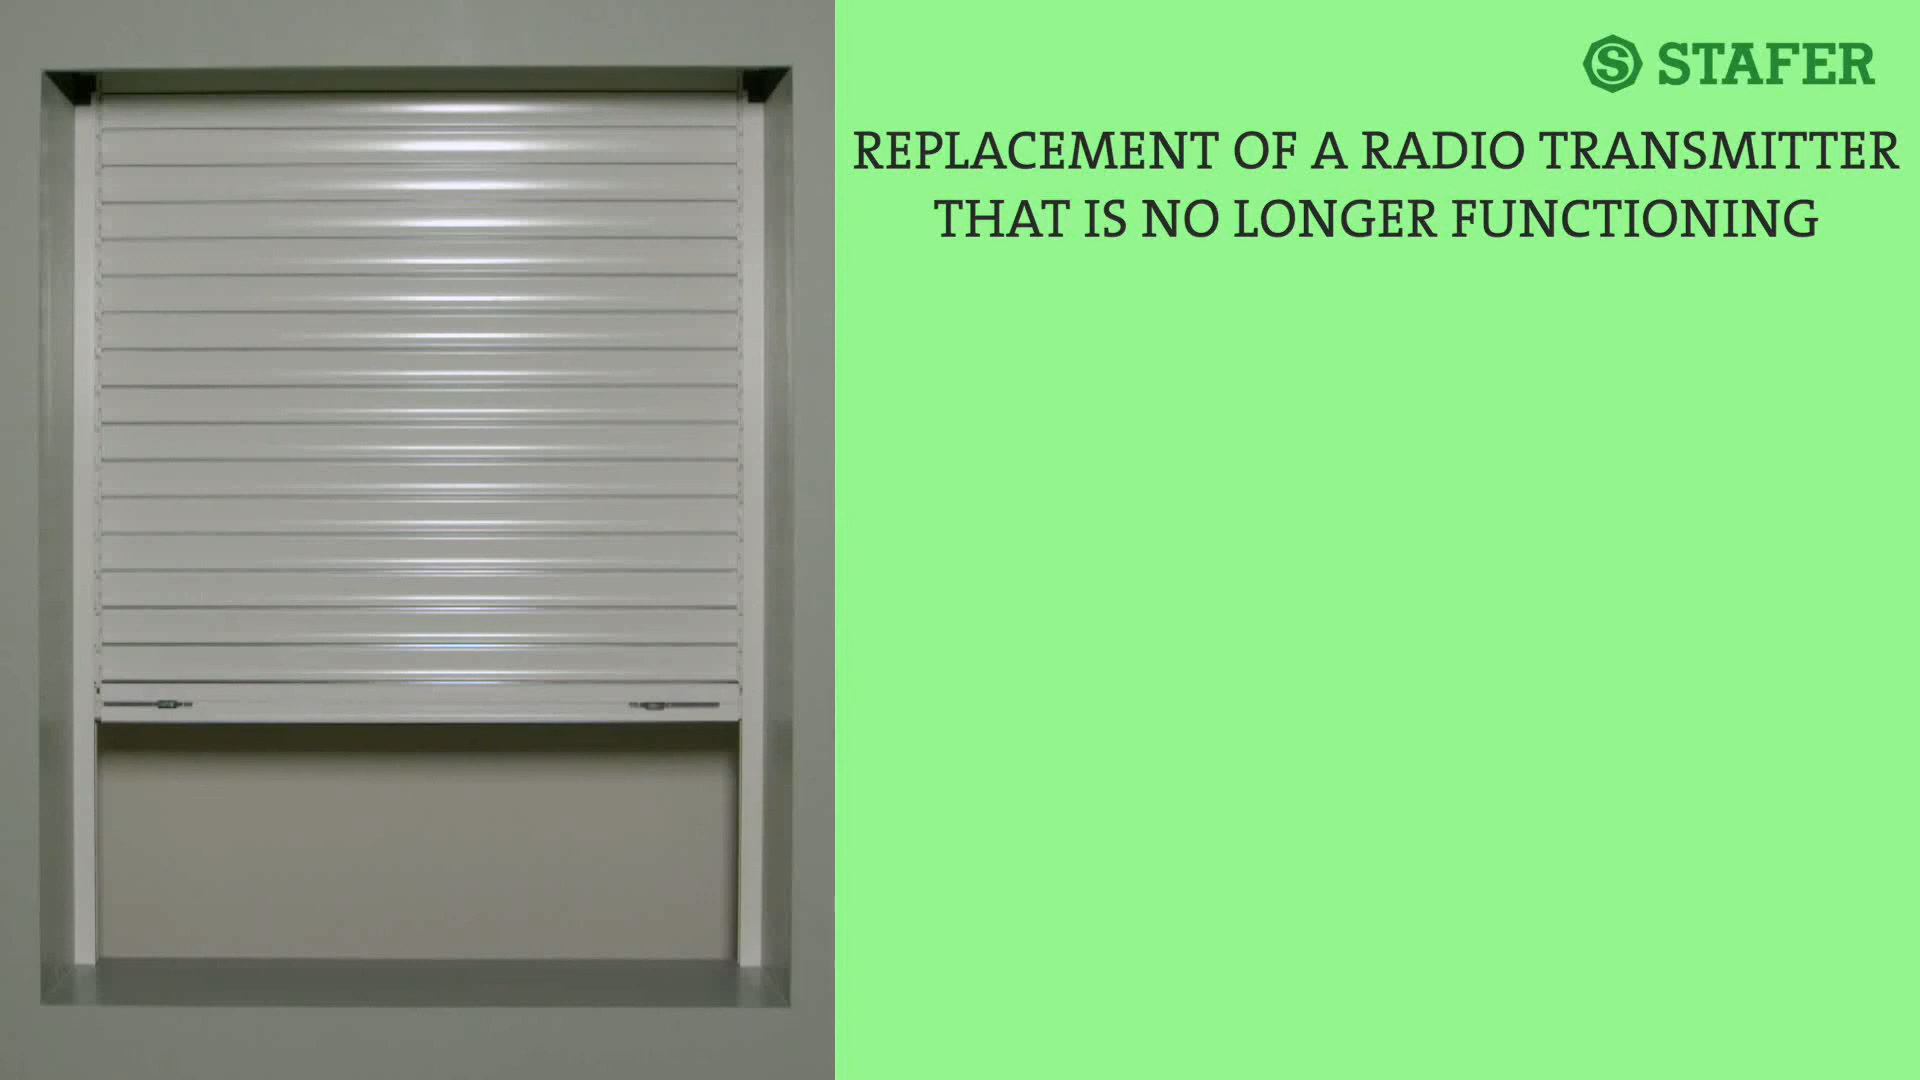 STAFER
REPLACEMENT OF A RADIO TRANSMITTER
THAT IS NO LONGER FUNCTIONING